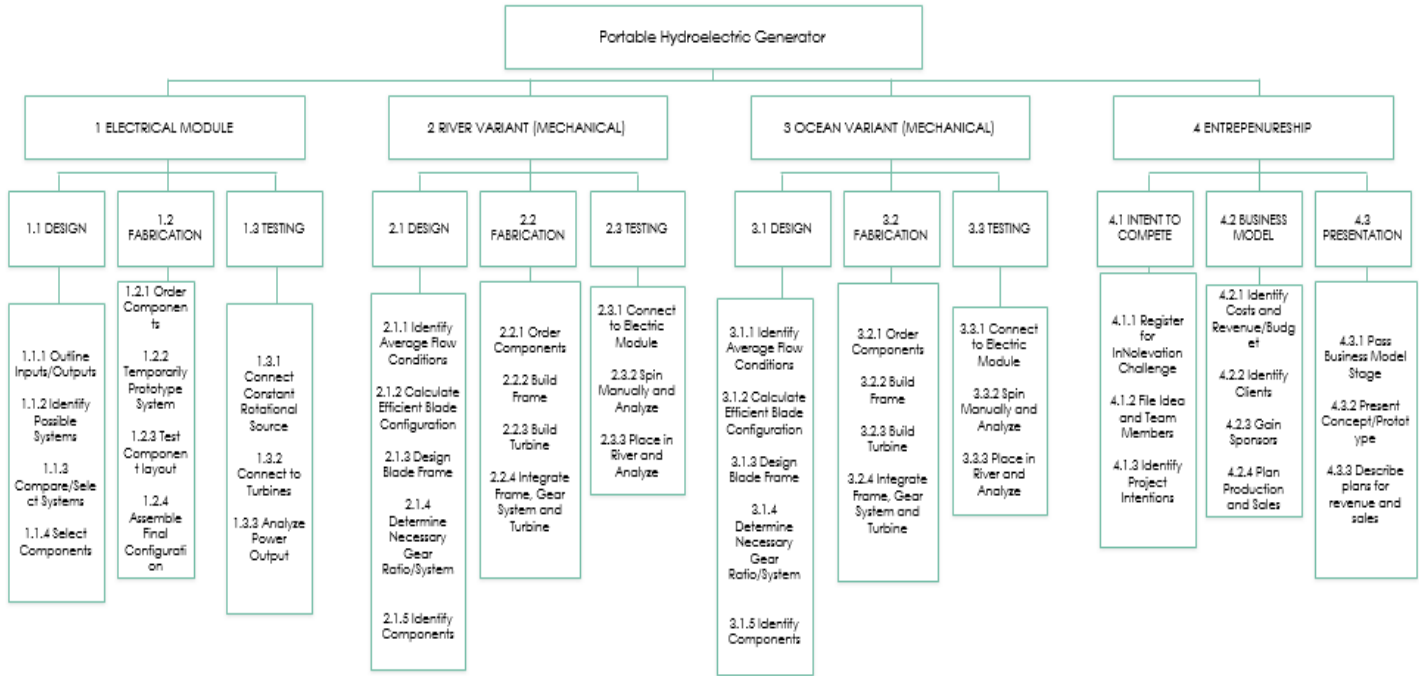 Portable Hydroelectric Generator
1 ELECTRICAL MODULE
2 RIVER VARIANT (MECHANICAL)
3 OCEAN VARIANT (MECHANICAL)
4 ENTREPENURESHIP
1.1 DESIGN
1.2
FABRICATION
1.3 TESTING
2.1 DESIGN
2.2
FABRICATION
2.3 TESTING
3.1 DESIGN
3.2
FABRICATION
3.3 TESTING
4.1 INTENT TO
COMPETE
4.2 BUSINESS
MODEL
4.3
PRESENTATION
1.1.1 Outline
Inputs/Outputs
1.1.2 Identify
Possible
Systems
1.1.3
Compare/Sele
ct Systems
1.1.4 Select
Components
1.2.1 Order
Compon
ents
1.2.2
Temporarily
Prototype
System
1.2.3 Test
Compon
ent layout
1.2.4
Assemble
Final
Configurati
on
1.3.1
Connect
Constant
Rotational
Source
1.3.2
Connect to
Turbines
1.3.3 Analyze
Power
Output
2.1.1 Identify
Average Flow
Conditions
2.1.2 Calculate
Efficient Blade
Configuration
2.1.3 Design
Blade Frame
2.1.4
Determine
Necessary
Gear
Ratio/System
2.1.5 Identify
Components
2.2.1 Order
Components
2.2.2 Build
Frame
2.2.3 Build
Turbine
2.2.4 Integrate
Frame, Gear
System and
Turbine
2.3.1 Connect
to Electric
Module
2.3.2 Spin
Manually and
Analyze
2.3.3 Place in
River and
Analyze
3.1.1 Identify
Average Flow
Conditions
3.1.2 Calculate
Efficient Blade
Configuration
3.1.3 Design
Blade Frame
3.1.4
Determine
Necessary
Gear
Ratio/System
3.1.5 Identify
Components
3.2.1 Order
Components
3.2.2 Build
Frame
3.2.3 Build
Turbine
3.2.4 Integrate
Frame, Gear
System and
Turbine
3.3.1 Connect
to Electric
Module
3.3.2 Spin
Manually and
Analyze
3.3.3 Place in
River and
Analyze
4.1.1 Register
for
InNolevation
Challenge
4.1.2 File Idea
and Team
Members
4.1.3 Identify
Project
Intentions
4.2.1 Identify
Costs and
Revenue/Budg
et
4.2.2 Identify
Clients
4.2.3 Gain
Sponsors
4.2.4 Plan
Production
and Sales
4.3.1 Pass
Business Model
Stage
4.3.2 Present
Concept/Protot
ype
4.3.3 Describe
plans for
revenue and
sales